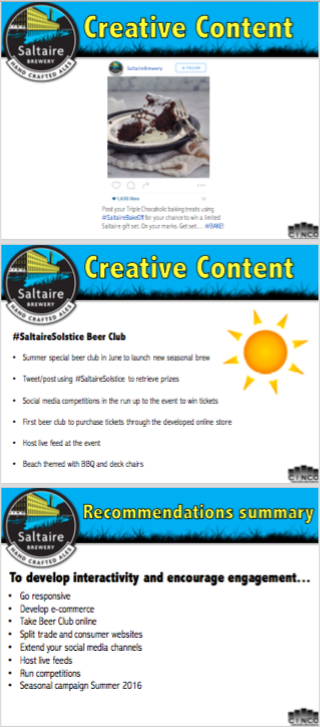 Creative Content
Saltaire
BREWERY
HAND CRAFTED ALES
SaltaireBrewery
FOLLOW
Post your Triple Chocaholic baking treats using
#SaltaireBakeOff for your chance to win a limited
Saltaire gift set. On your marks. Get set.... #BAKE!
CYNCO
Creative Content
Saltaire
BREWERY
HAND CRAFTED ALES
#SaltaireSolstice Beer Club
• Summer special beer club in June to launch new seasonal brew
• Tweet/post using #SaltaireSolstice to retrieve prizes
• Social media competitions in the run up to the event to win tickets
• First beer club to purchase tickets through the developed online store
• Host live feed at the event
• Beach themed with BBQ and deck chairs
CYNCO
Recommendations summary
Saltaire
BREWERY
HAND CRAFTED ALES
To develop interactivity and encourage engagement...
• Go responsive
• Develop e-commerce
• Take Beer Club online
• Split trade and consumer websites
• Extend your social media channels
• Host live feeds
• Run competitions
• Seasonal campaign Summer 2016
CYNCO